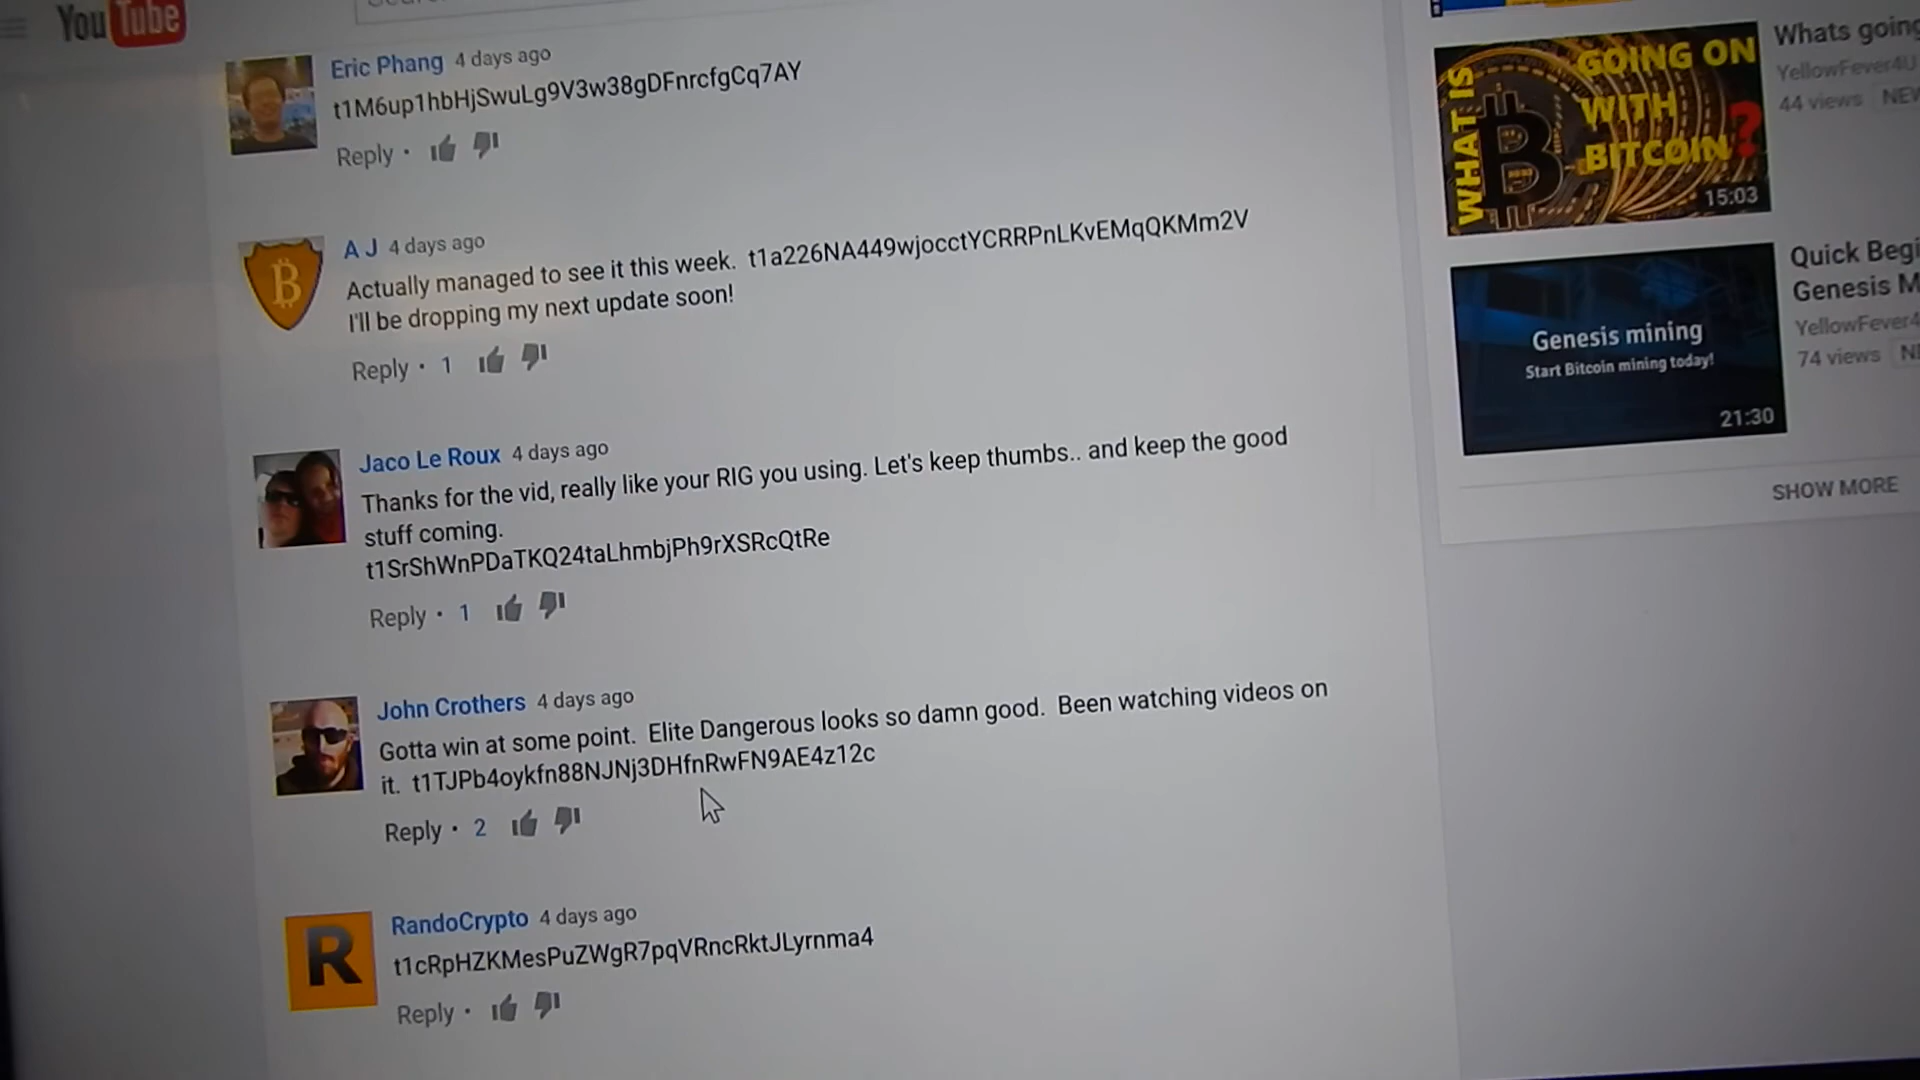 YouTube
Eric Phang 4 days ago
t1M6up1hbHjSwuLg9V3w38gDFnrcfgCq7AY
Reply ·
A J 4 days ago
Actually managed to see it this week. t1a226NA449wjocctYCRRPnLKvEMqQKMm2V
I'll be dropping my next update soon!
Reply · 1
Jaco Le Roux 4 days ago
Thanks for the vid, really like your RIG you using. Let's keep thumbs.. and keep the good
stuff coming.
t1SrShWnPDaTKQ24taLhmbjPh9rXSRcQtRe
Reply · 1
John Crothers 4 days ago
Gotta win at some point. Elite Dangerous looks so damn good. Been watching videos on
it. t1TJPb4oykfn88NJNj3DHfnRwFN9AE4z12c
Reply · 2
R
RandoCrypto 4 days ago
t1cRpHZKMesPuZWgR7pqVRncRktJLyrnma4
Reply ·
WHAT IS
GOING ON
WITH
BITCOIN ?
15:03
Whats going
YellowFever4U
44 views
Genesis mining
Start Bitcoin mining today!
21:30
Quick Begi
Genesis M
YellowFever4
74 views
SHOW MORE